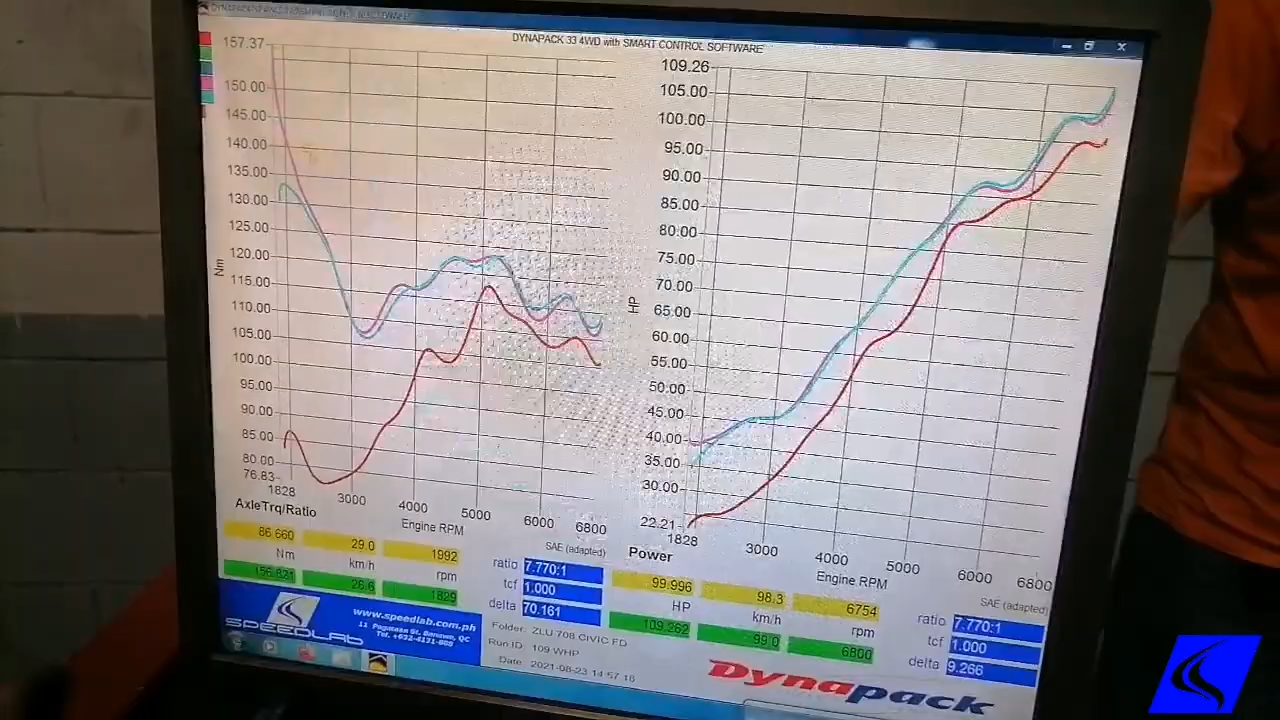 DYNAPACK 33 4WD with SMART CONTROL SOFTWARE
157.37
150.00
145.00
140.00
135.00
130.00
125.00
120.00
115.00
110.00
105.00
100.00
95.00
90.00
85.00
80.00
76.83
Nm
1828
3000
4000
5000
6000
6800
AxleTrq/Ratio
Engine RPM
SAE (adapted)
109.26
105.00
100.00
95.00
90.00
85.00
80.00
75.00
70.00
65.00
60.00
55.00
50.00
45.00
40.00
35.00
30.00
22.21
HP
1828
3000
4000
5000
6000
6800
Power
Engine RPM
SAE (adapted)
86.660 29.0 1992
Nm km/h rpm
156.821 26.6 1829
ratio 7.770:1
tcf 1.000
delta 70.161
99.996 98.3 6754
HP km/h rpm
109.262 99.0 6800
ratio 7.770:1
tcf 1.000
delta 9.266
SPEEDLAB
www.speedlab.com.ph
Folder: ZLU 708 CIVIC FD
Run ID: 109 WHP
Date: 2021-08-23 14:57:16
Dynapack